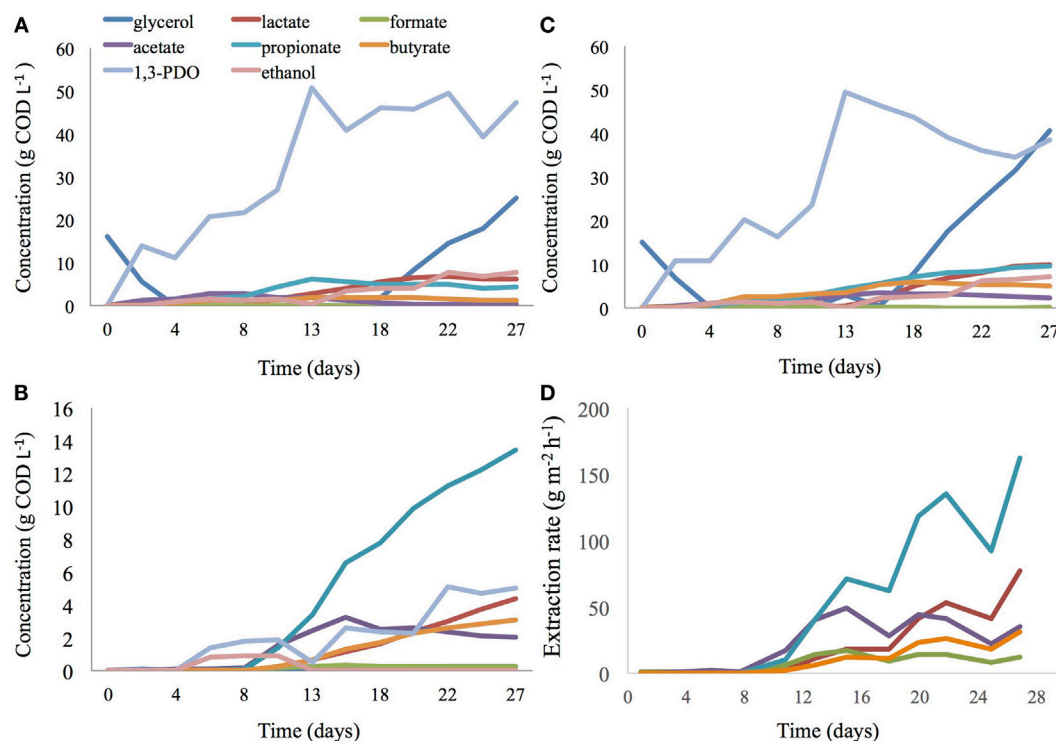 A
glycerol lactate formate
acetate propionate butyrate
1,3-PDO ethanol
Concentration (g COD L-1)
60
50
40
30
20
10
0
0 4 8 13 18 22 27
Time (days)
C
Concentration (g COD L-1)
60
50
40
30
20
10
0
0 4 8 13 18 22 27
Time (days)
B
Concentration (g COD L-1)
16
14
12
10
8
6
4
2
0
0 4 8 13 18 22 27
Time (days)
D
Extraction rate (g m-2 h-1)
200
150
100
50
0
0 4 8 12 16 20 24 28
Time (days)